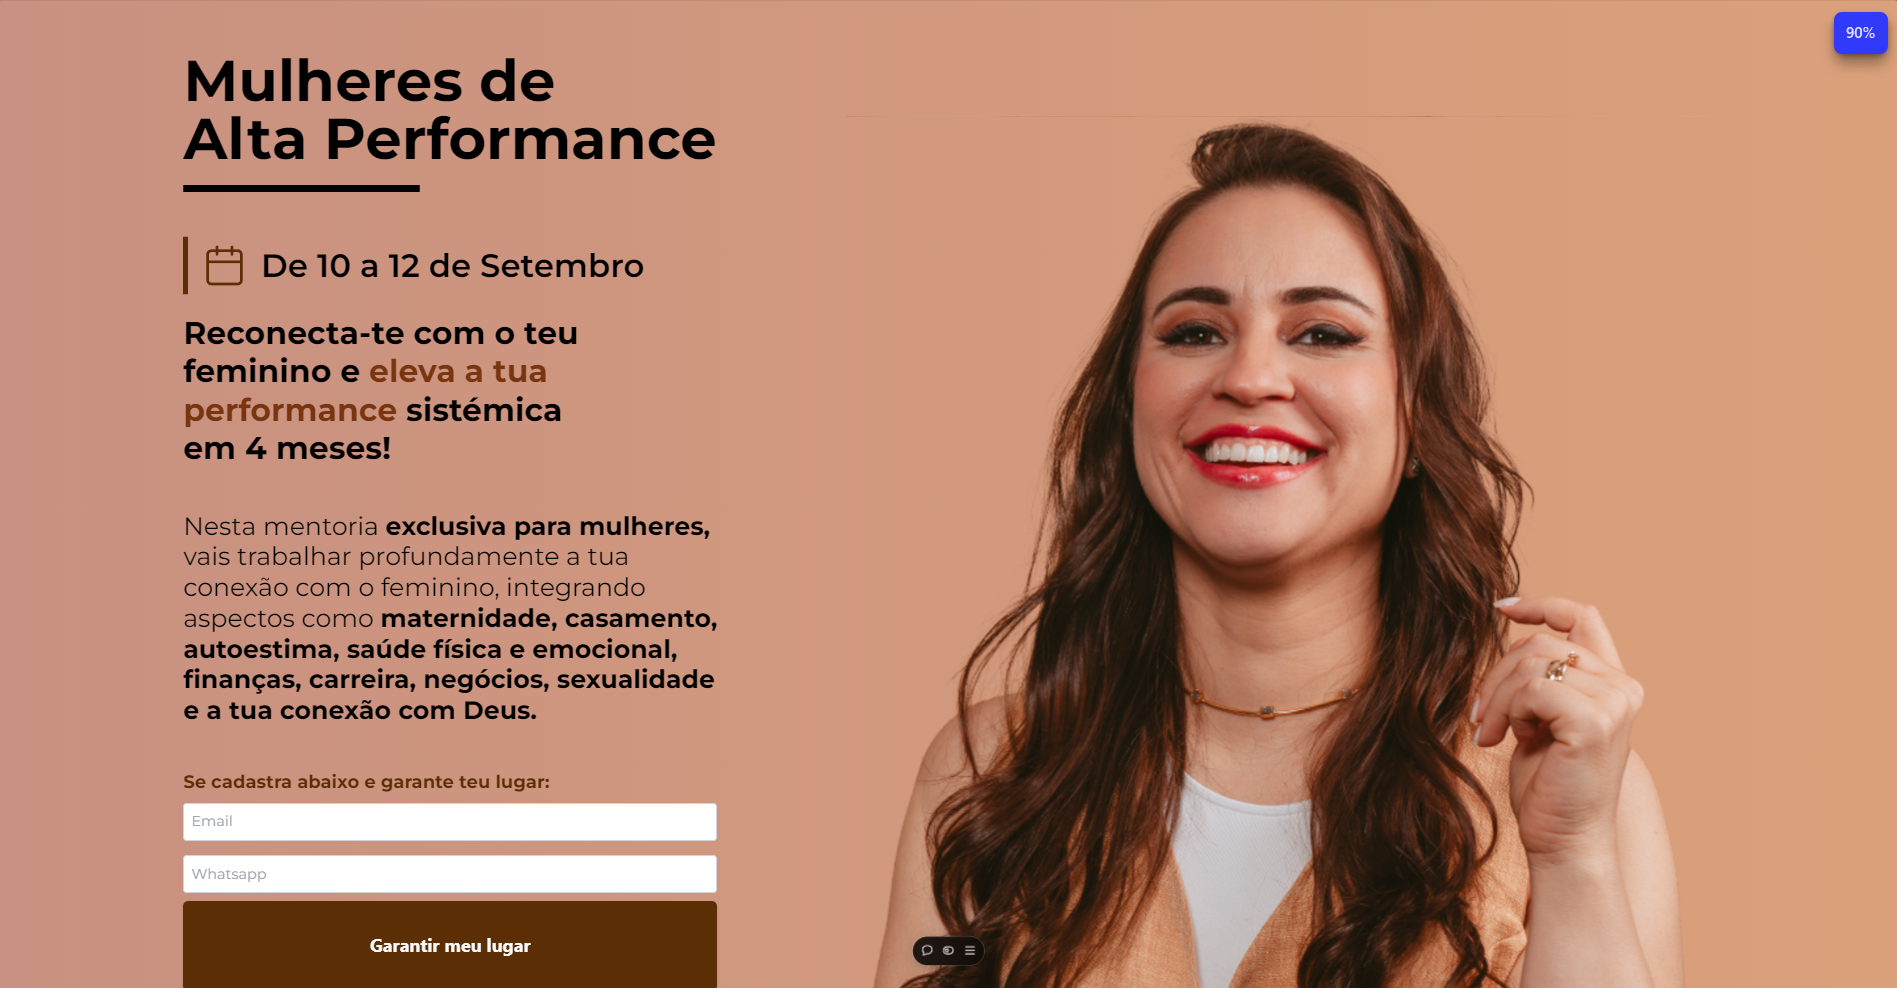 90%
Mulheres de
Alta Performance
De 10 a 12 de Setembro
Reconecta-te com o teu
feminino e eleva a tua
performance sistémica
em 4 meses!
Nesta mentoria exclusiva para mulheres,
vais trabalhar profundamente a tua
conexão com o feminino, integrando
aspectos como maternidade, casamento,
autoestima, saúde física e emocional,
finanças, carreira, negócios, sexualidade
e a tua conexão com Deus.
Se cadastra abaixo e garante teu lugar:
Email
Whatsapp
Garantir meu lugar